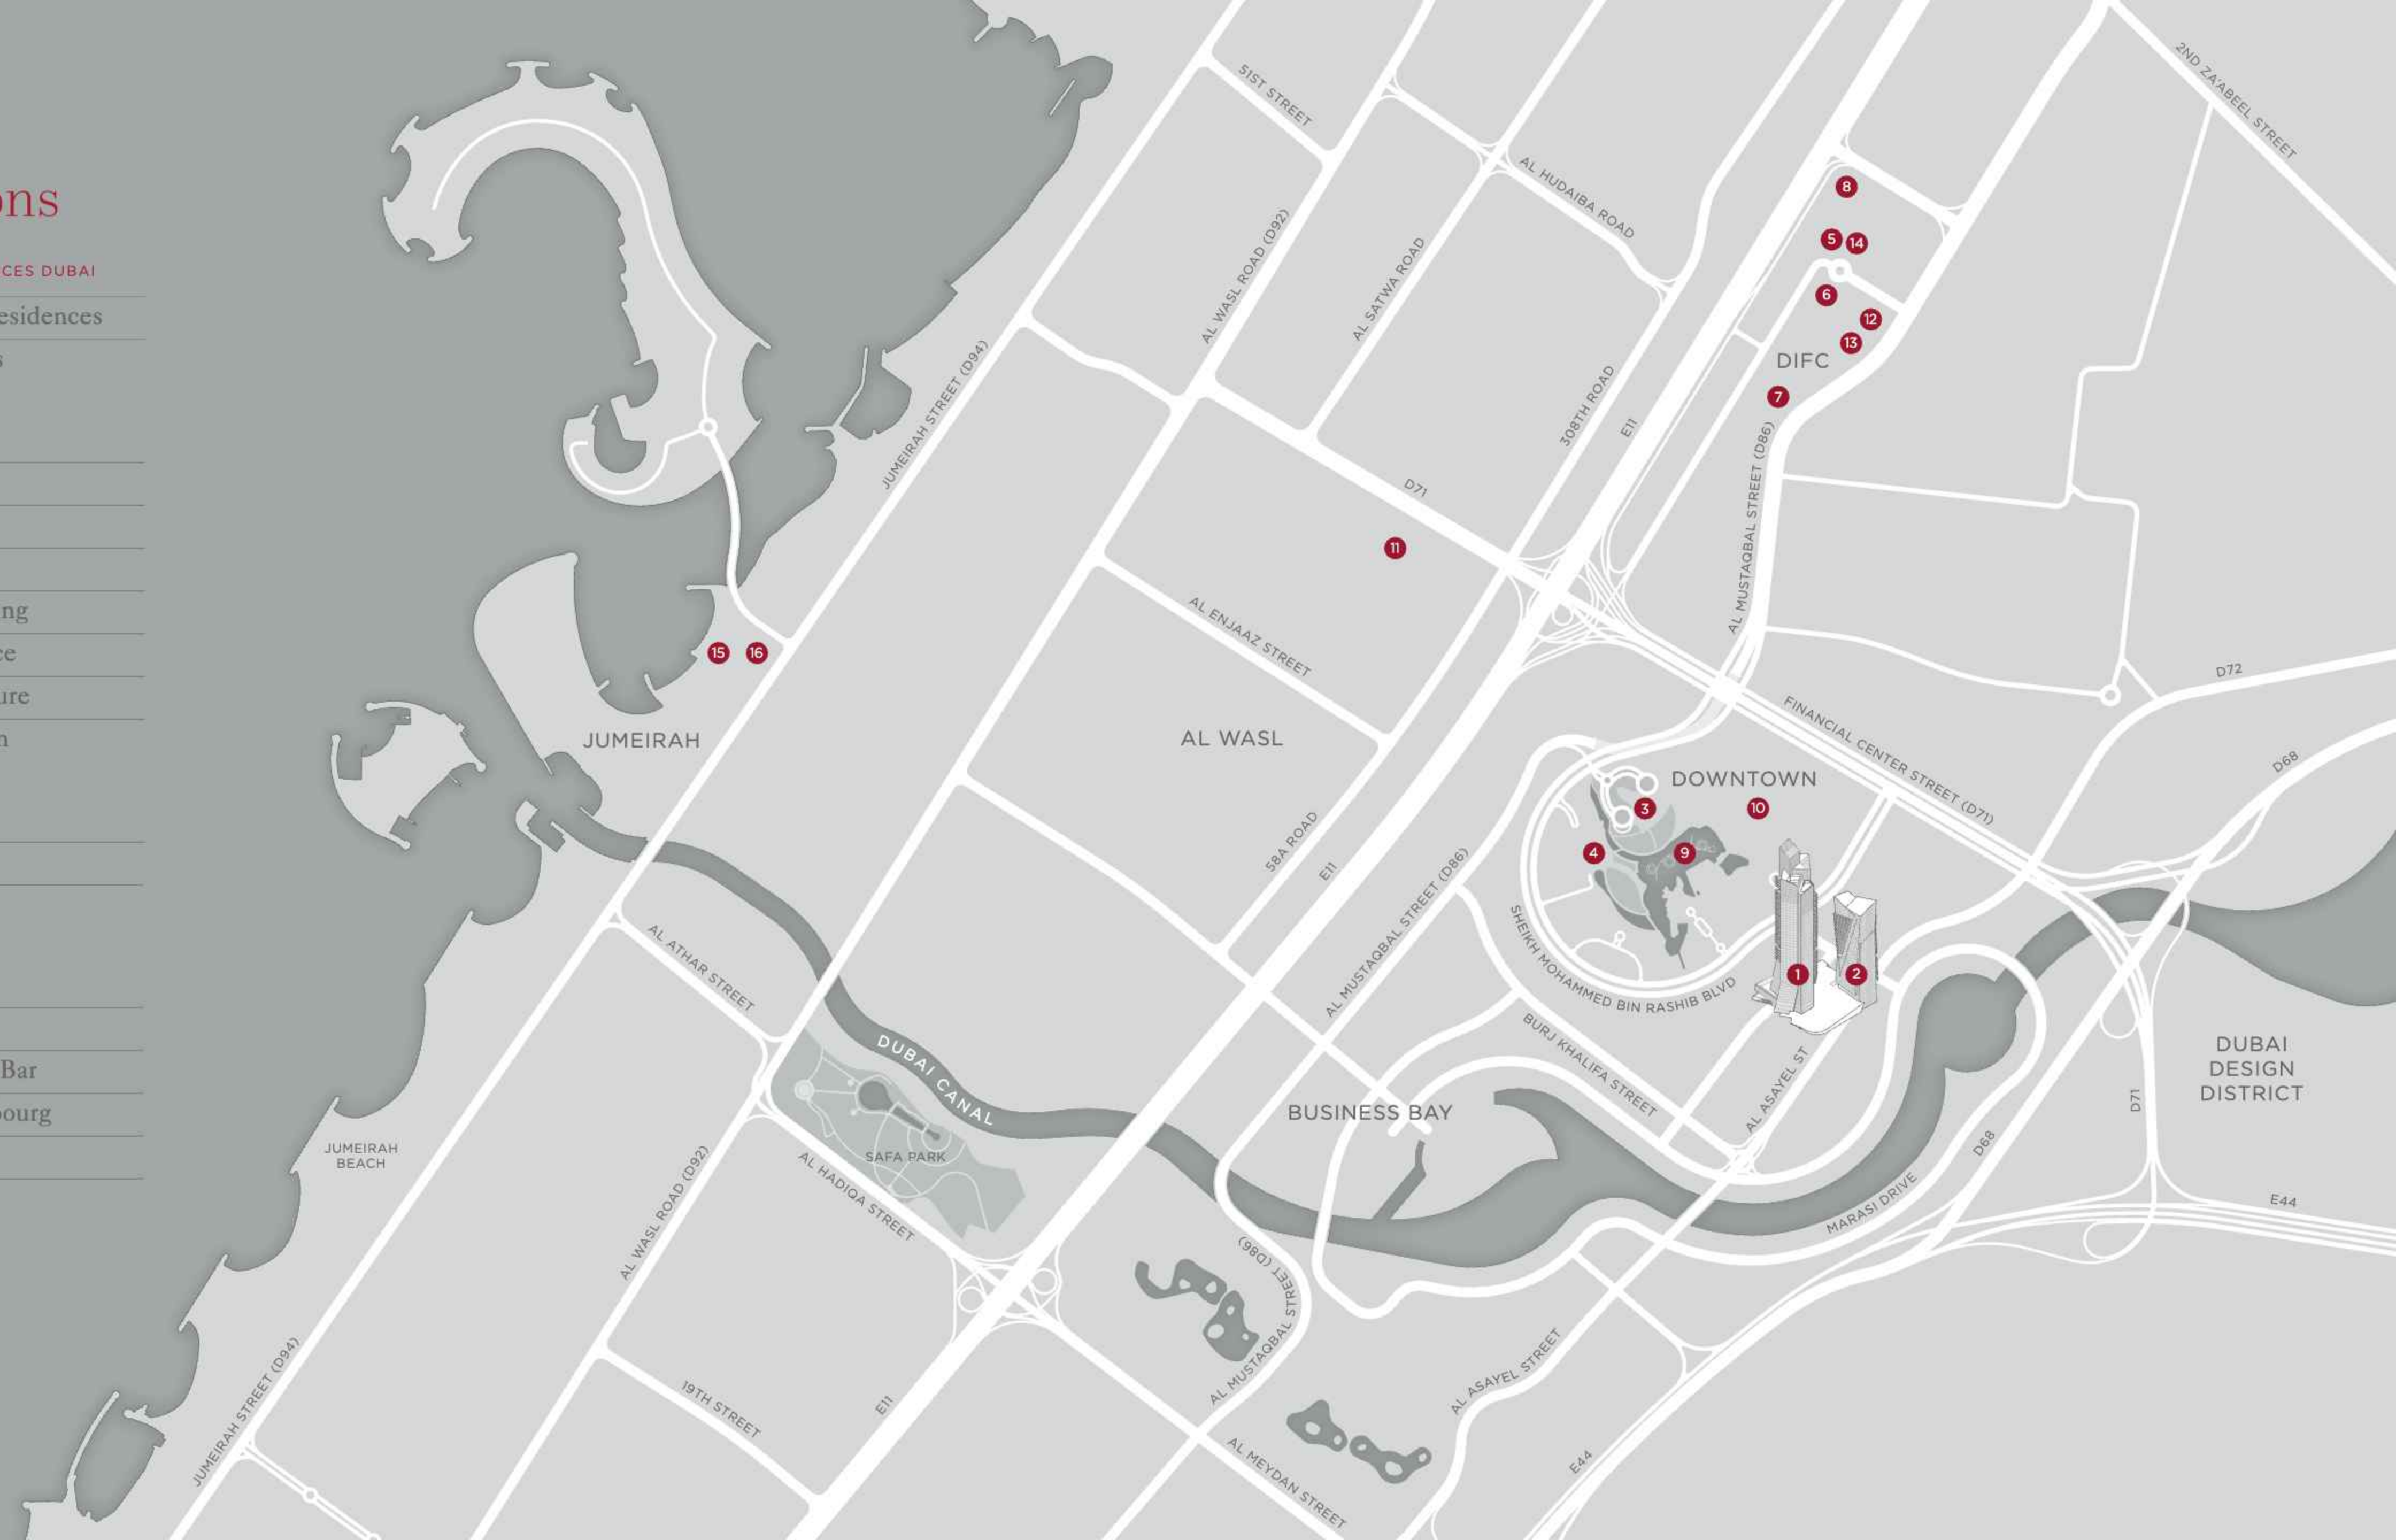 ons
CES DUBAI
esidences
s
ng
ce
ure
n
Bar
bourg
51ST STREET
2ND ZA'ABEEL STREET
AL HUDAIBA ROAD
8
5
14
6
12
13
DIFC
7
AL WASL ROAD (D92)
AL SATWA ROAD
JUMEIRAH STREET (D94)
308TH ROAD
E11
AL MUSTAQBAL STREET (D86)
D71
11
AL ENJAAZ STREET
15
16
D72
JUMEIRAH
AL WASL
FINANCIAL CENTER STREET (D71)
D68
DOWNTOWN
3
10
4
9
58A ROAD
E11
AL MUSTAQBAL STREET (D86)
SHEIKH MOHAMMED BIN RASHIB BLVD
1
2
AL ATHAR STREET
DUBAI CANAL
BURJ KHALIFA STREET
AL ASAYEL ST
DUBAI
DESIGN
DISTRICT
BUSINESS BAY
D71
JUMEIRAH
BEACH
SAFA PARK
D68
AL WASL ROAD (D92)
AL HADIQA STREET
MARASI DRIVE
E44
AL MUSTAQBAL STREET (D86)
JUMEIRAH STREET (D94)
19TH STREET
E11
AL ASAYEL STREET
AL MEYDAN STREET
E44